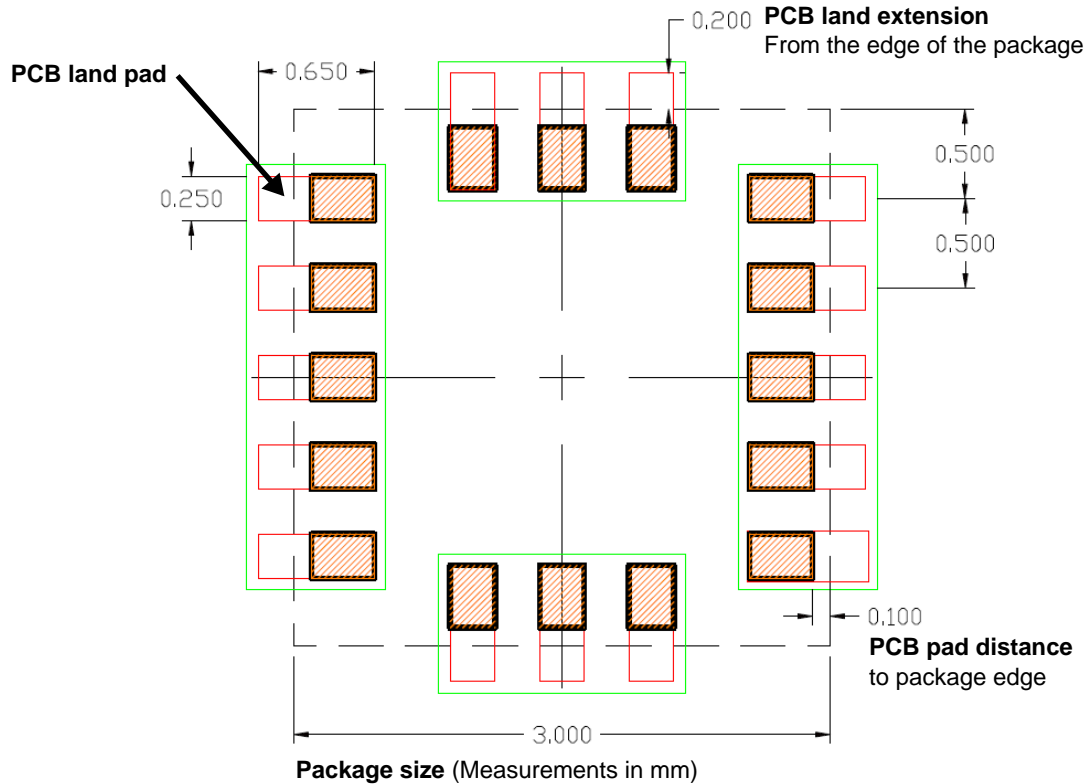 0.200
PCB land extension
From the edge of the package
PCB land pad
0.650
0.250
0.500
0.500
0.100
PCB pad distance
to package edge
3.000
Package size (Measurements in mm)